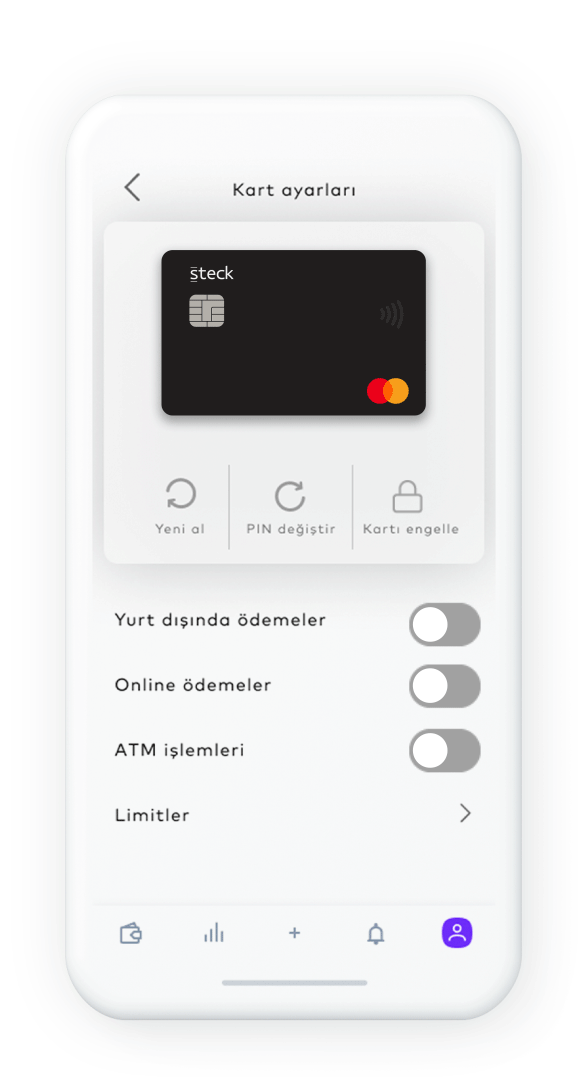 Kart ayarları
steck
Yeni al
PIN değiştir
Kartı engelle
Yurt dışında ödemeler
Online ödemeler
ATM işlemleri
Limitler